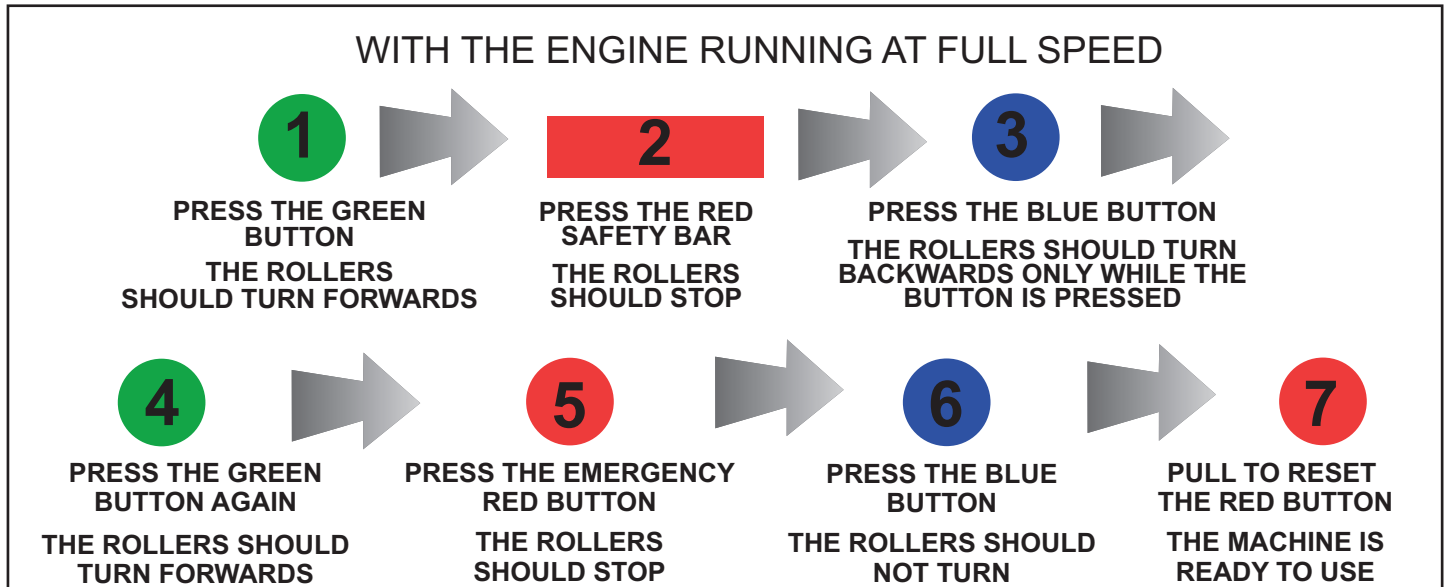 WITH THE ENGINE RUNNING AT FULL SPEED
1
PRESS THE GREEN
BUTTON
THE ROLLERS
SHOULD TURN FORWARDS
2
PRESS THE RED
SAFETY BAR
THE ROLLERS
SHOULD STOP
3
PRESS THE BLUE BUTTON
THE ROLLERS SHOULD TURN
BACKWARDS ONLY WHILE THE
BUTTON IS PRESSED
4
PRESS THE GREEN
BUTTON AGAIN
THE ROLLERS SHOULD
TURN FORWARDS
5
PRESS THE EMERGENCY
RED BUTTON
THE ROLLERS
SHOULD STOP
6
PRESS THE BLUE
BUTTON
THE ROLLERS SHOULD
NOT TURN
7
PULL TO RESET
THE RED BUTTON
THE MACHINE IS
READY TO USE